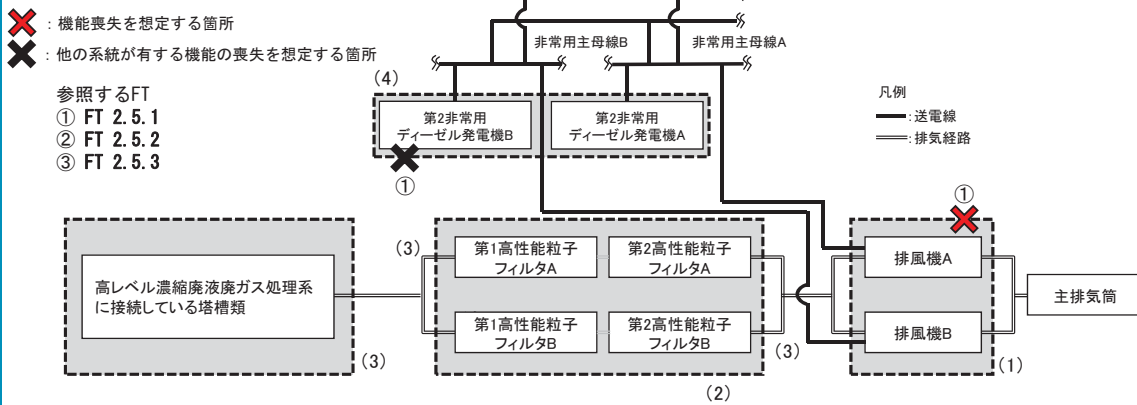 : 機能喪失を想定する箇所
: 他の系統が有する機能の喪失を想定する箇所
参照するFT
① FT 2.5.1
② FT 2.5.2
③ FT 2.5.3
非常用主母線B
非常用主母線A
(4)
第2非常用
ディーゼル発電機B
第2非常用
ディーゼル発電機A
①
凡例
:送電線
:排気経路
①
高レベル濃縮廃液廃ガス処理系
に接続している塔槽類
(3)
(3)
第1高性能粒子
フィルタA
第2高性能粒子
フィルタA
第1高性能粒子
フィルタB
第2高性能粒子
フィルタB
(3)
(2)
排風機A
排風機B
(1)
主排気筒